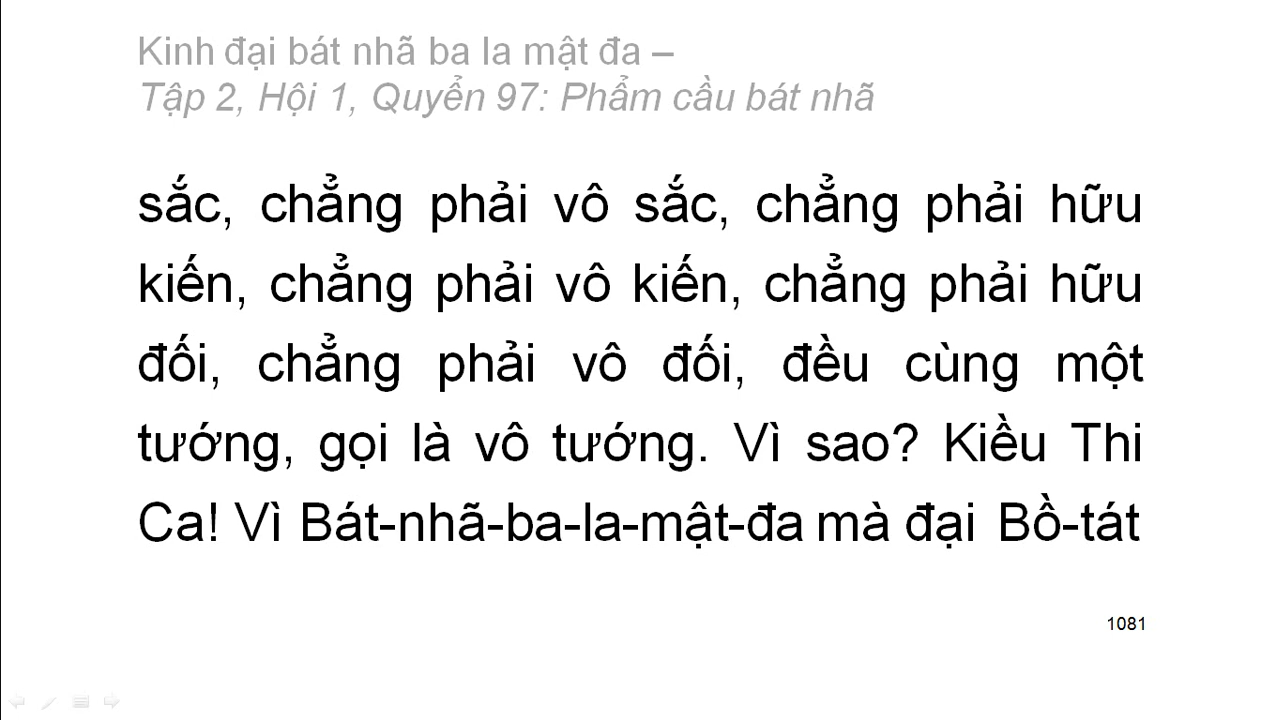 Kinh đại bát nhã ba la mật đa –
Tập 2, Hội 1, Quyển 97: Phẩm cầu bát nhã
sắc, chẳng phải vô sắc, chẳng phải hữu
kiến, chẳng phải vô kiến, chẳng phải hữu
đối, chẳng phải vô đối, đều cùng một
tướng, gọi là vô tướng. Vì sao? Kiều Thi
Ca! Vì Bát-nhã-ba-la-mật-đa mà đại Bồ-tát
1081